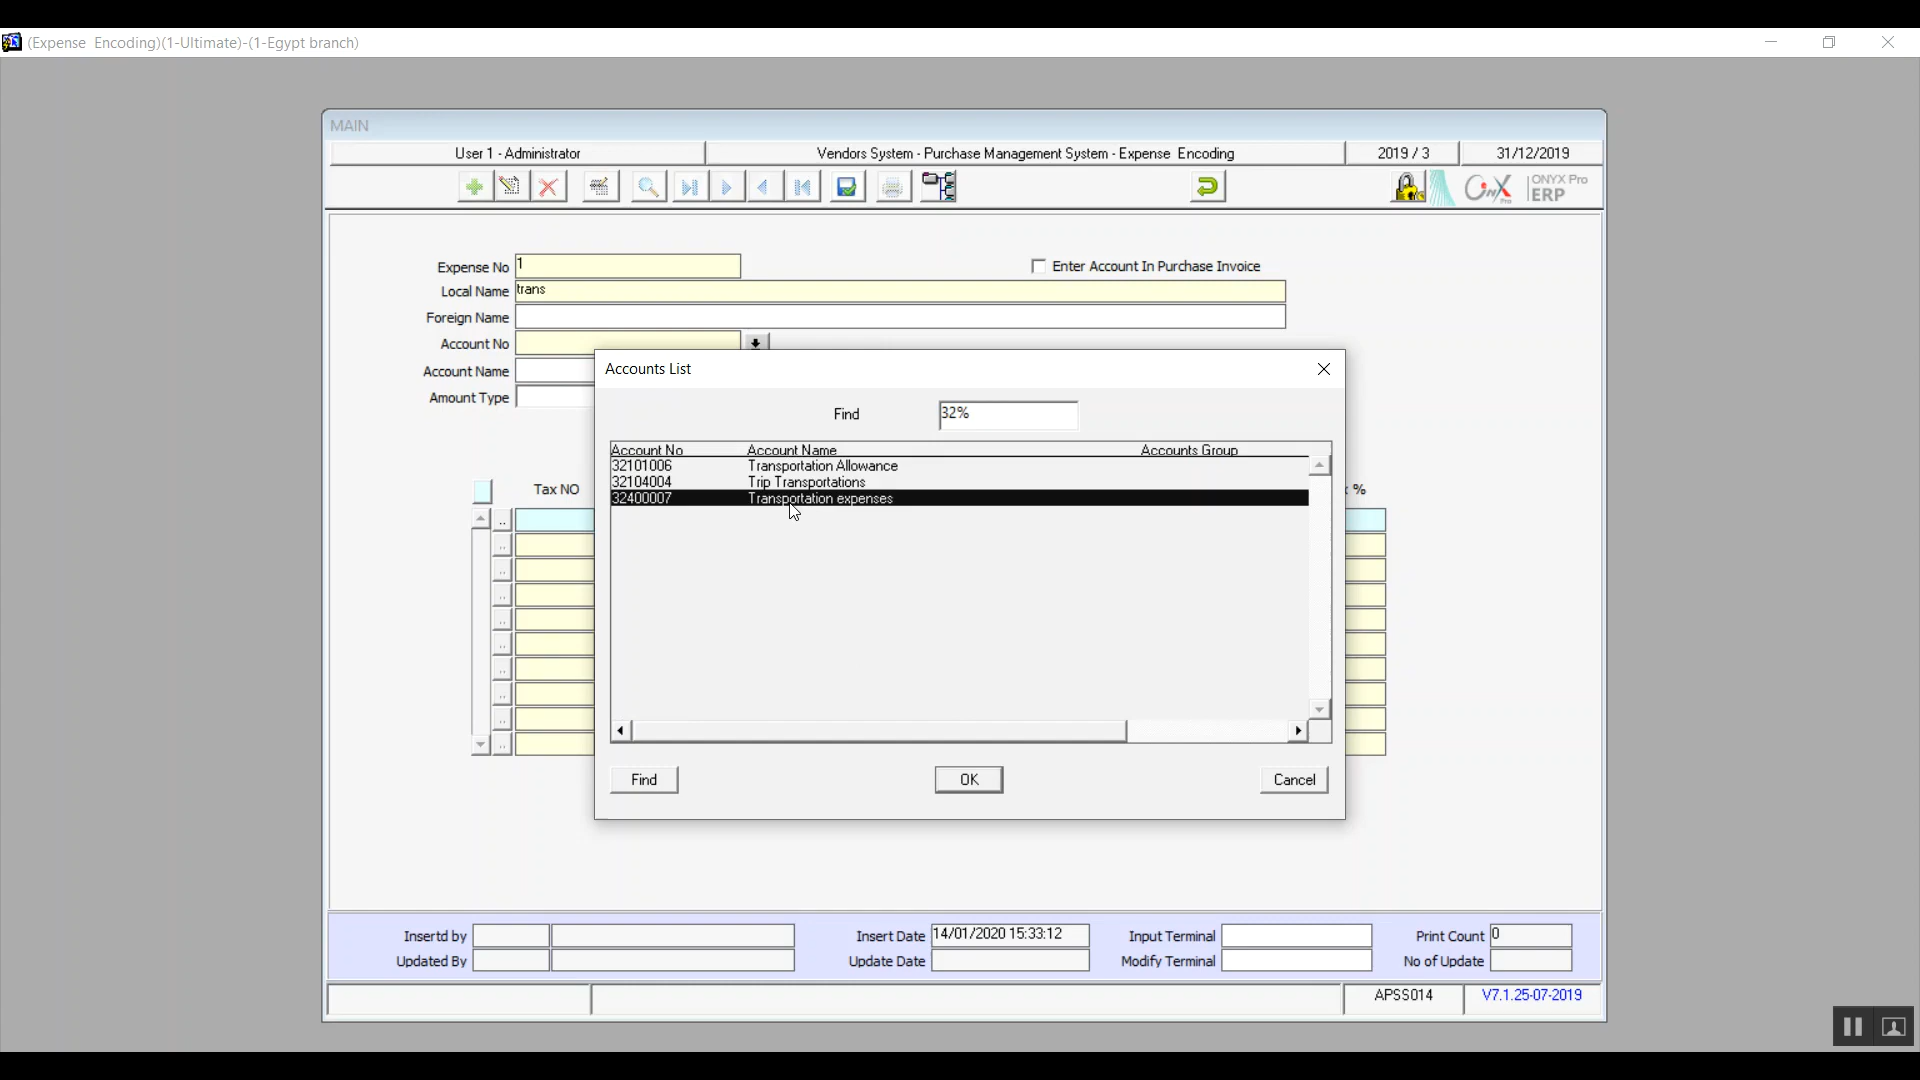 (Expense Encoding)(1-Ultimate)-(1-Egypt branch)
MAIN
User 1 - Administrator
Vendors System - Purchase Management System - Expense Encoding
2019 / 3
31/12/2019
OnyX Pro
ONYX Pro
ERP
Expense No 1
Enter Account In Purchase Invoice
Local Name trans
Foreign Name
Account No
Account Name
Amount Type
Accounts List
Find 32%
Account No Account Name Accounts Group
32101006 Transportation Allowance
32104004 Trip Transportations
32400007 Transportation expenses
Tax NO
%
Find
OK
Cancel
Insertd by
Insert Date 14/01/2020 15:33:12
Input Terminal
Print Count 0
Updated By
Update Date
Modify Terminal
No of Update
APSS014
V7.1.25-07-2019